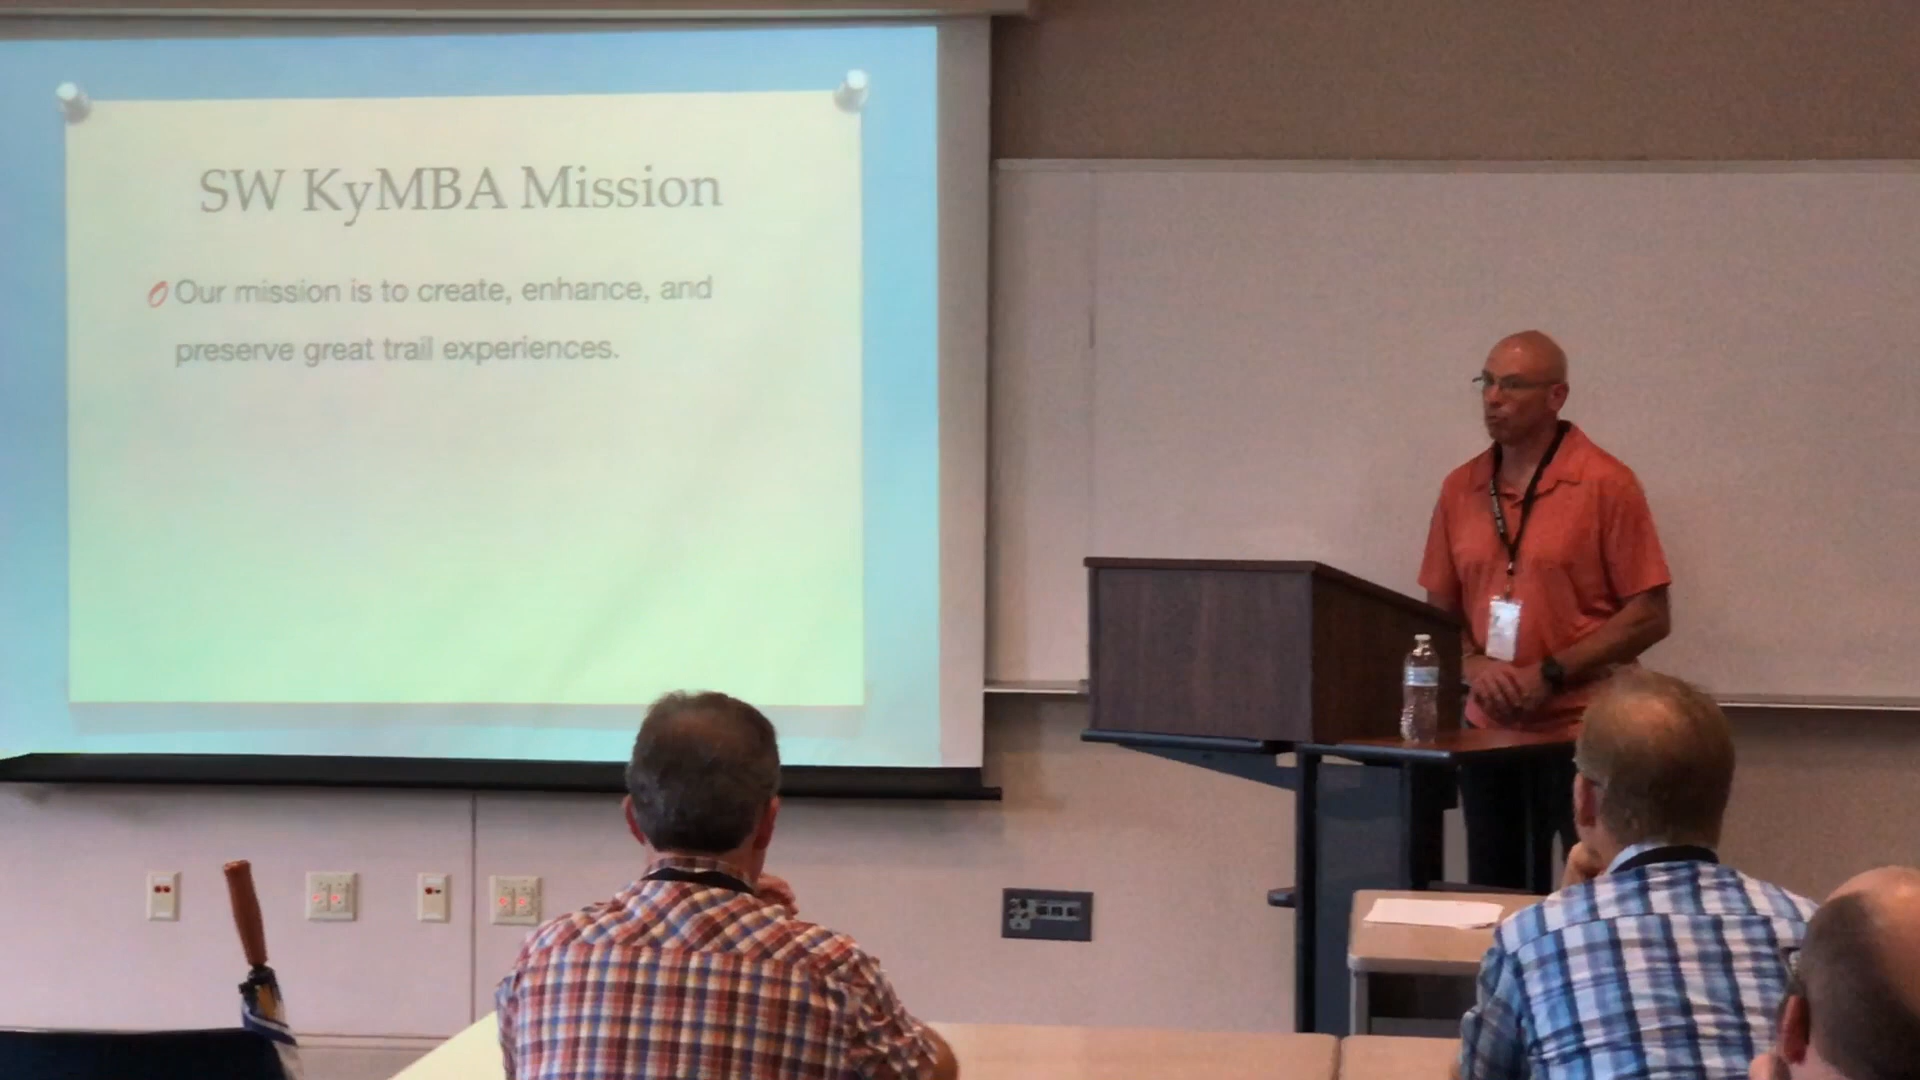 SW KyMBA Mission
Our mission is to create, enhance, and
preserve great trail experiences.